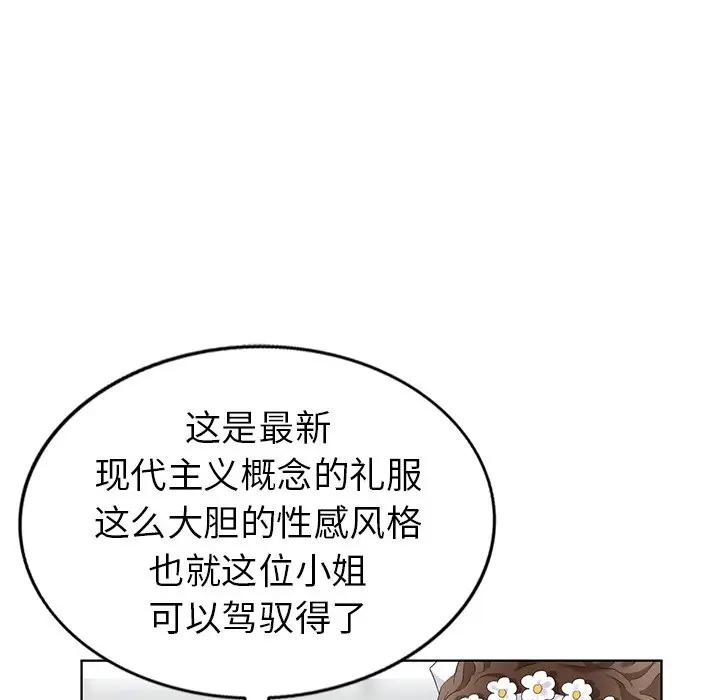 这是最新
现代主义概念的礼服
这么大胆的性感风格
也就这位小姐
可以驾驭得了